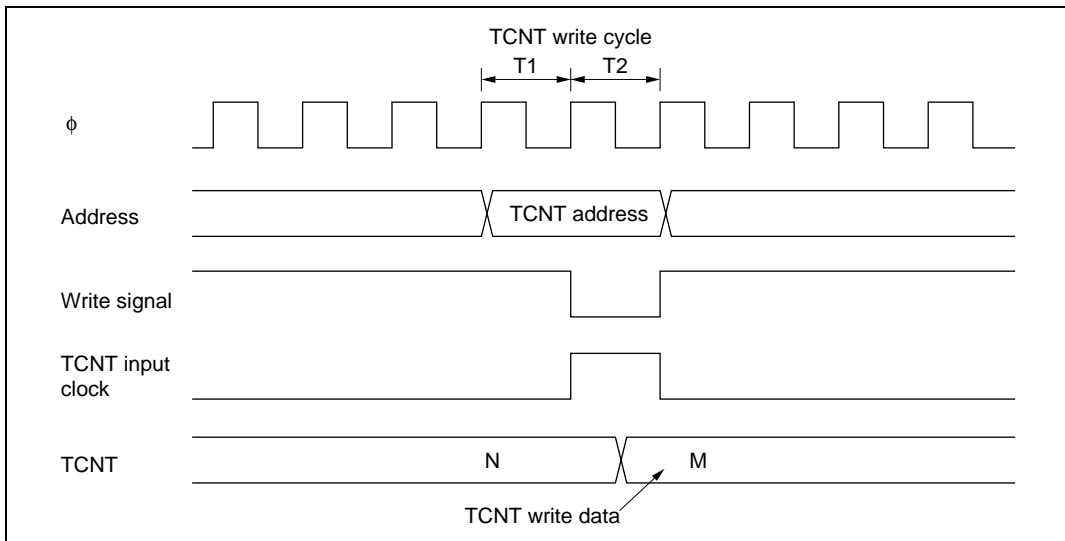 TCNT write cycle
T1 T2
ϕ
Address
TCNT address
Write signal
TCNT input
clock
TCNT
N
M
TCNT write data